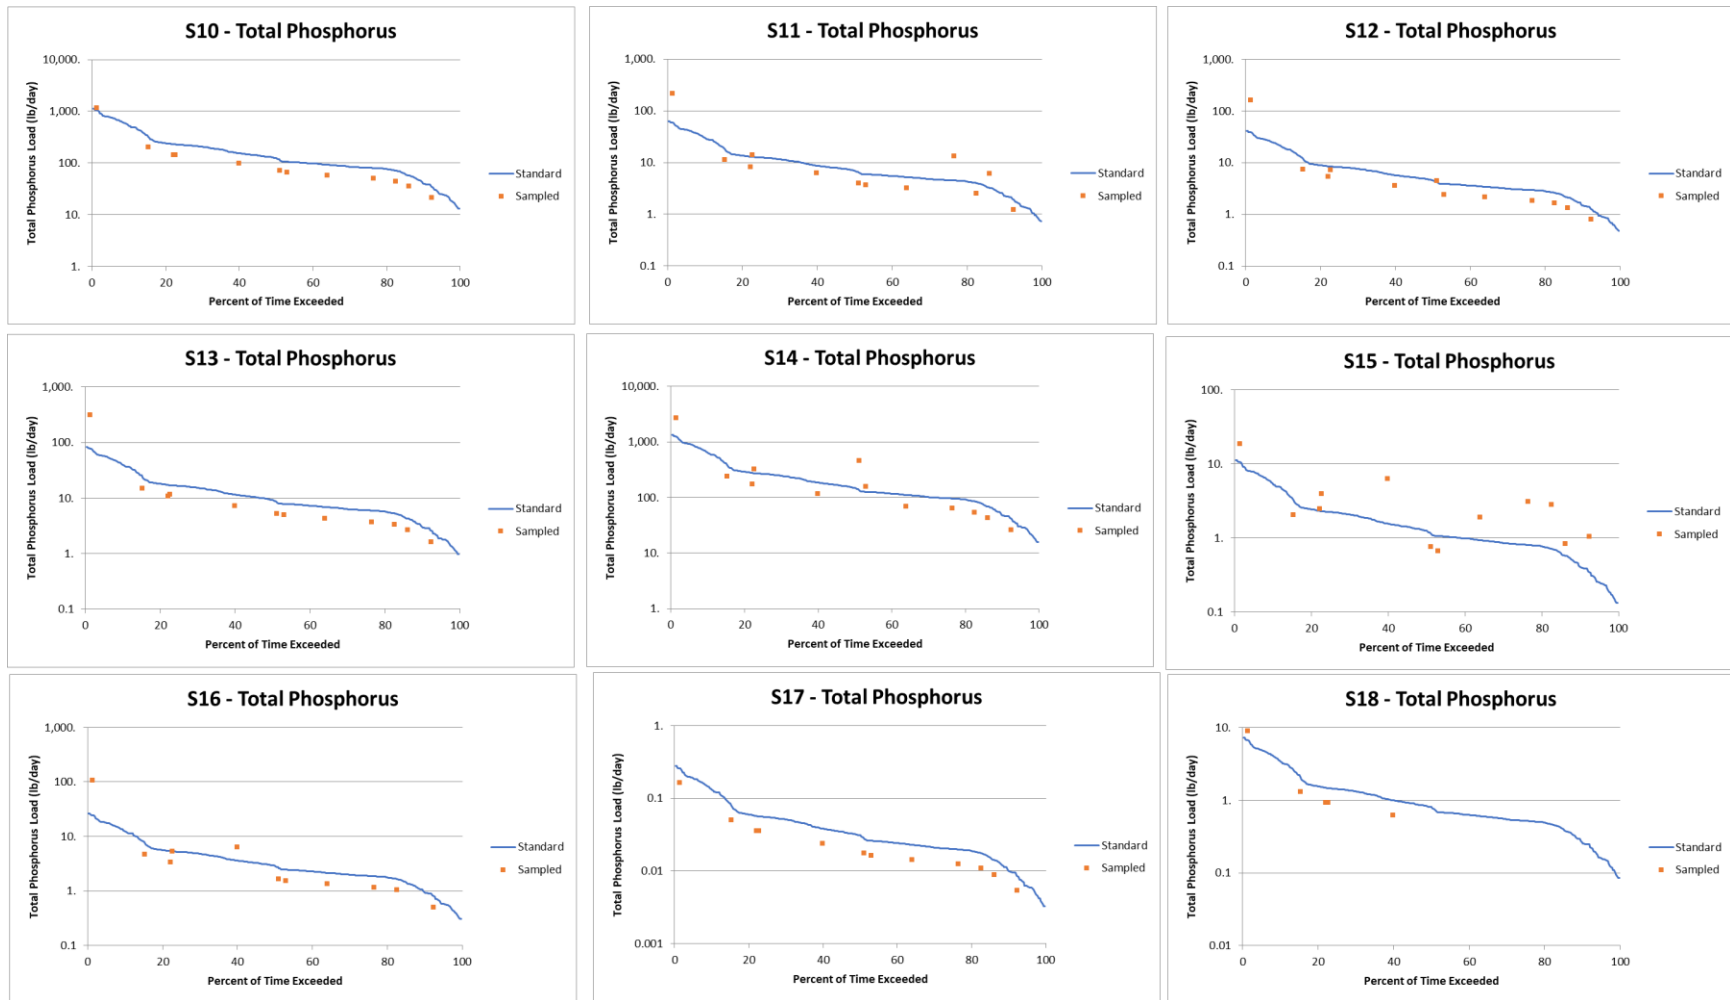 S10 - Total Phosphorus
Total Phosphorus Load (lb/day)
10,000.
1,000.
100.
10.
1.
0 20 40 60 80 100
Percent of Time Exceeded
Standard
Sampled
S11 - Total Phosphorus
Total Phosphorus Load (lb/day)
1,000.
100.
10.
1.
0.1
0 20 40 60 80 100
Percent of Time Exceeded
Standard
Sampled
S12 - Total Phosphorus
Total Phosphorus Load (lb/day)
1,000.
100.
10.
1.
0.1
0 20 40 60 80 100
Percent of Time Exceeded
Standard
Sampled
S13 - Total Phosphorus
Total Phosphorus Load (lb/day)
1,000.
100.
10.
1.
0.1
0 20 40 60 80 100
Percent of Time Exceeded
Standard
Sampled
S14 - Total Phosphorus
Total Phosphorus Load (lb/day)
10,000.
1,000.
100.
10.
1.
0 20 40 60 80 100
Percent of Time Exceeded
Standard
Sampled
S15 - Total Phosphorus
Total Phosphorus Load (lb/day)
100.
10.
1.
0.1
0 20 40 60 80 100
Percent of Time Exceeded
Standard
Sampled
S16 - Total Phosphorus
Total Phosphorus Load (lb/day)
1,000.
100.
10.
1.
0.1
0 20 40 60 80 100
Percent of Time Exceeded
Standard
Sampled
S17 - Total Phosphorus
Total Phosphorus Load (lb/day)
1.
0.1
0.01
0.001
0 20 40 60 80 100
Percent of Time Exceeded
Standard
Sampled
S18 - Total Phosphorus
Total Phosphorus Load (lb/day)
10.
1.
0.1
0.01
0 20 40 60 80 100
Percent of Time Exceeded
Standard
Sampled